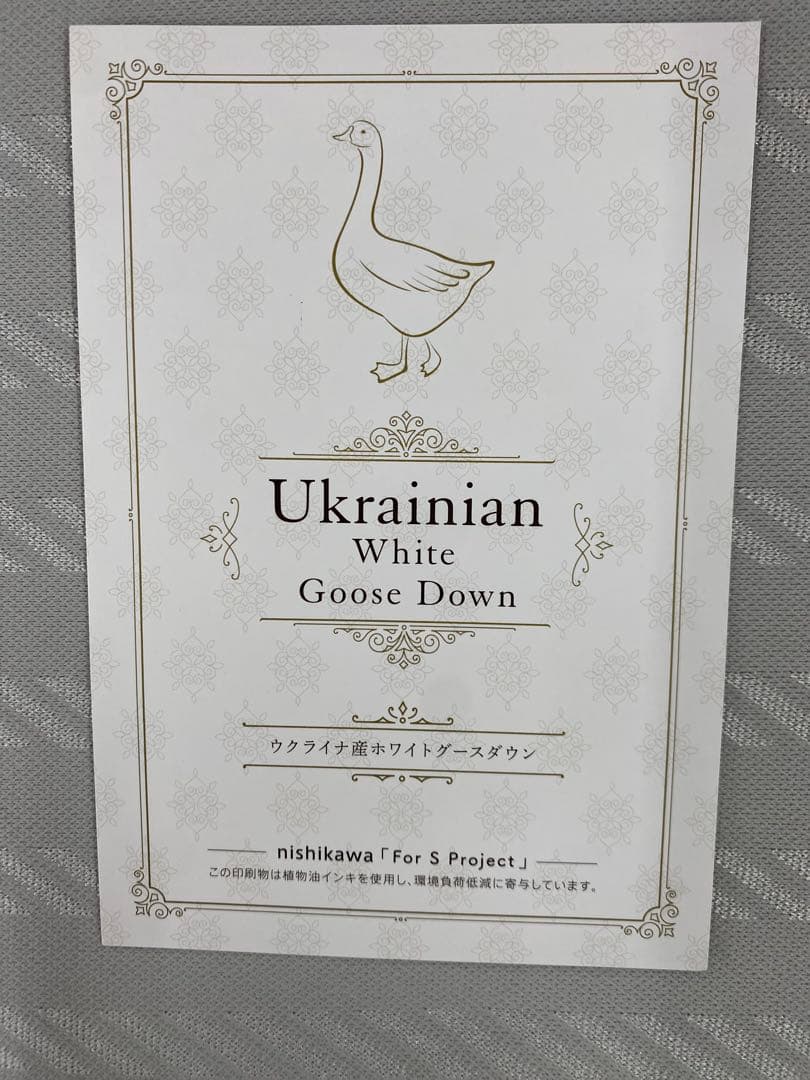 Ukrainian
White
Goose Down
ウクライナ産ホワイトグースダウン
nishikawa「For S Project」
この印刷物は植物油インキを使用し、環境負荷低減に寄与しています。